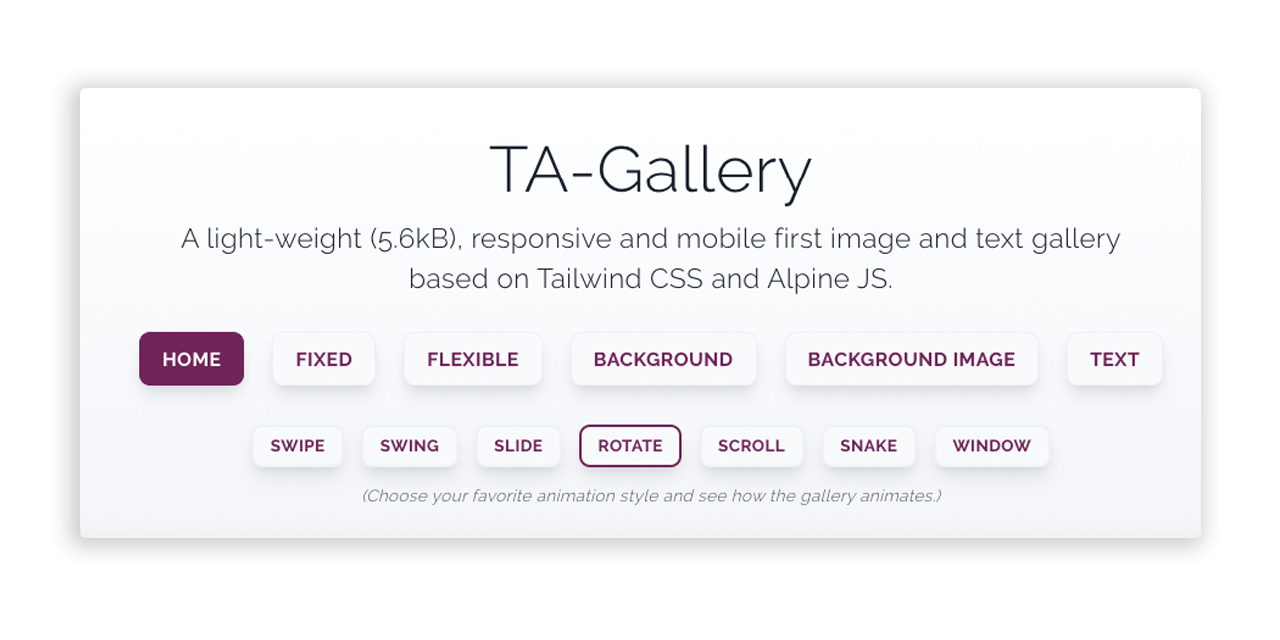 TA-Gallery
A light-weight (5.6kB), responsive and mobile first image and text gallery
based on Tailwind CSS and Alpine JS.
HOME FIXED FLEXIBLE BACKGROUND BACKGROUND IMAGE TEXT
SWIPE SWING SLIDE ROTATE SCROLL SNAKE WINDOW
(Choose your favorite animation style and see how the gallery animates.)